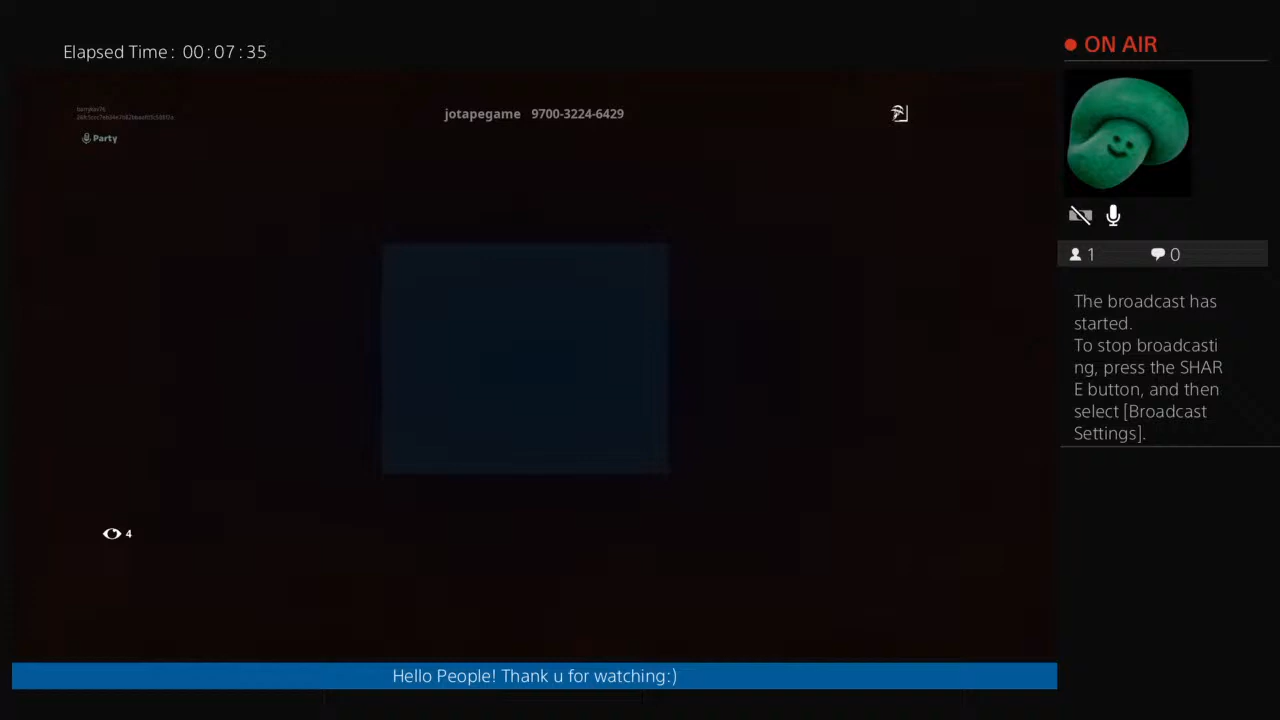 Elapsed Time: 00:07:35
ON AIR
jotapegame 9700-3224-6429
Party
1 0
The broadcast has
started.
To stop broadcasti
ng, press the SHAR
E button, and then
select [Broadcast
Settings].
4
Hello People! Thank u for watching:)